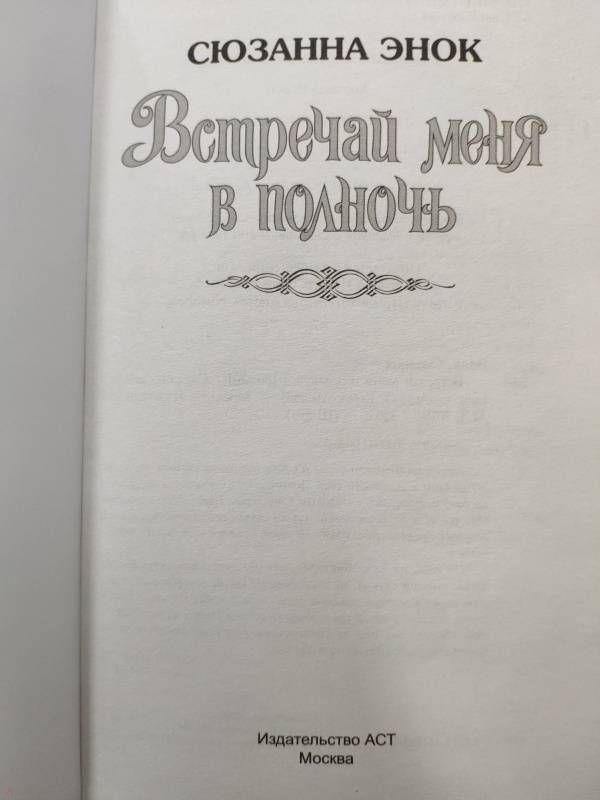 СЮЗАННА ЭНОК
Встречай меня
в полночь
Издательство АСТ
Москва